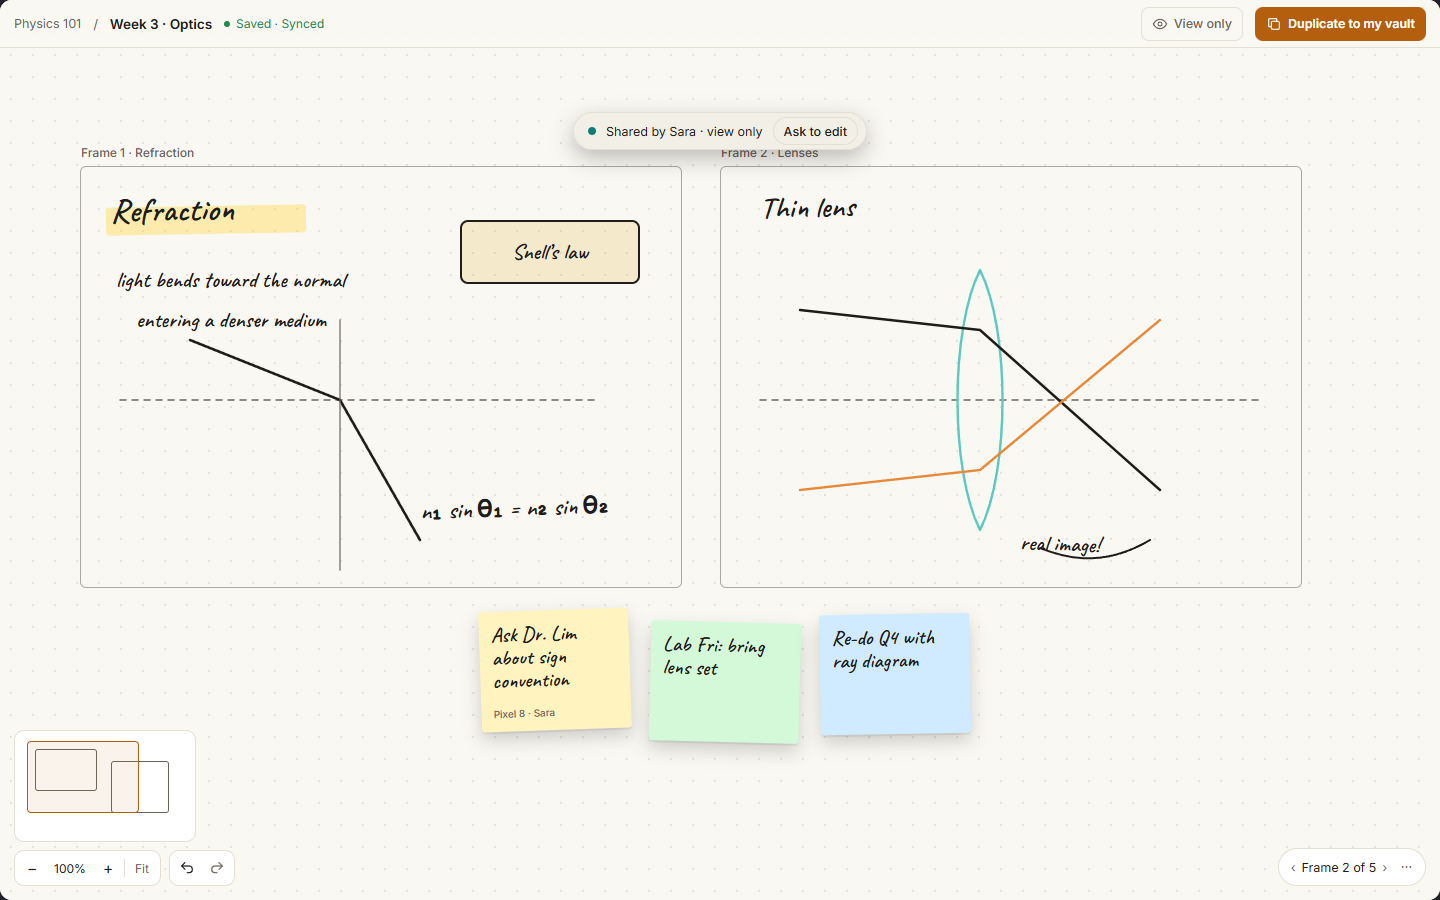 Physics 101 / Week 3 · Optics Saved · Synced
View only
Duplicate to my vault
Shared by Sara · view only Ask to edit
Frame 1 · Refraction
Frame 2 · Lenses
Refraction
Snell's law
light bends toward the normal
entering a denser medium
n1 sin θ1 = n2 sin θ2
Thin lens
real image!
Ask Dr. Lim
about sign
convention
Pixel 8 · Sara
Lab Fri: bring
lens set
Re-do Q4 with
ray diagram
− 100% + Fit
‹ Frame 2 of 5 › ···